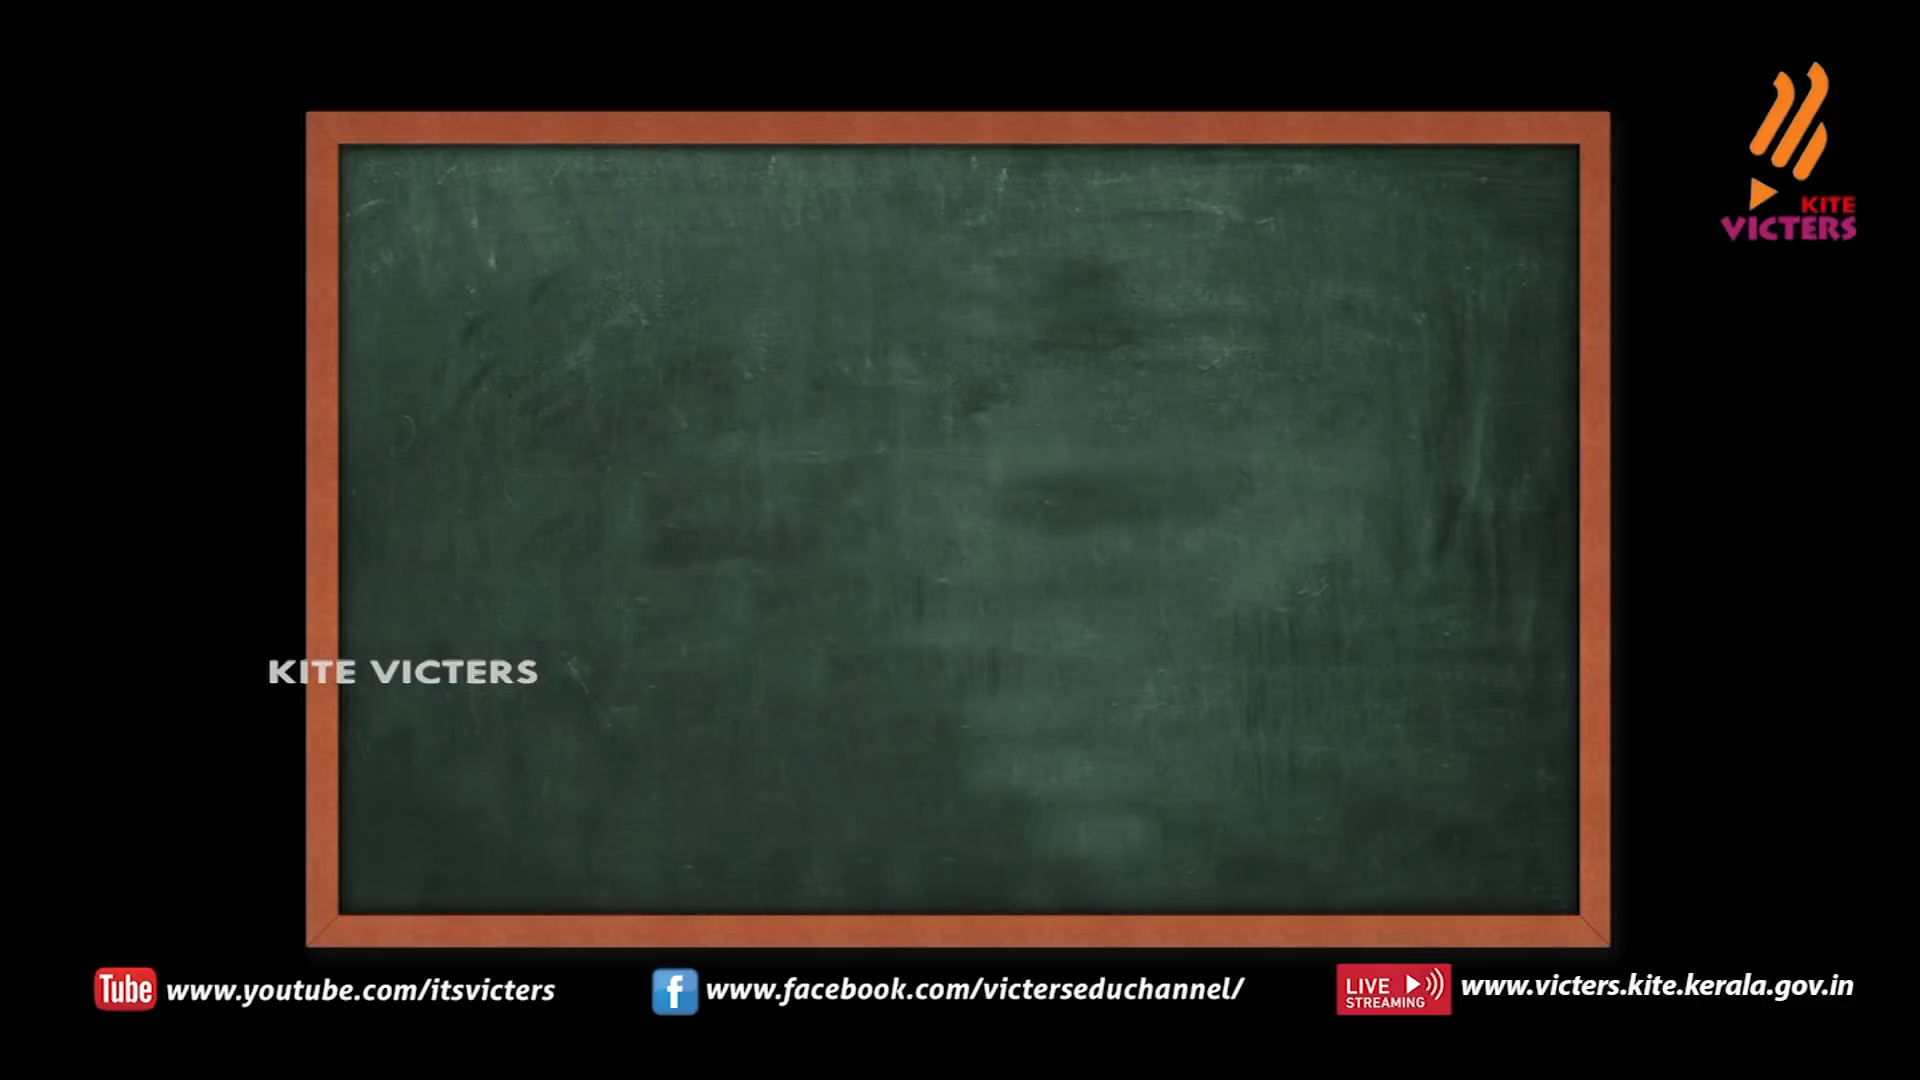 KITE
VICTERS
KITE VICTERS
Tube www.youtube.com/itsvicters
f www.facebook.com/victerseduchannel/
LIVE STREAMING www.victers.kite.kerala.gov.in